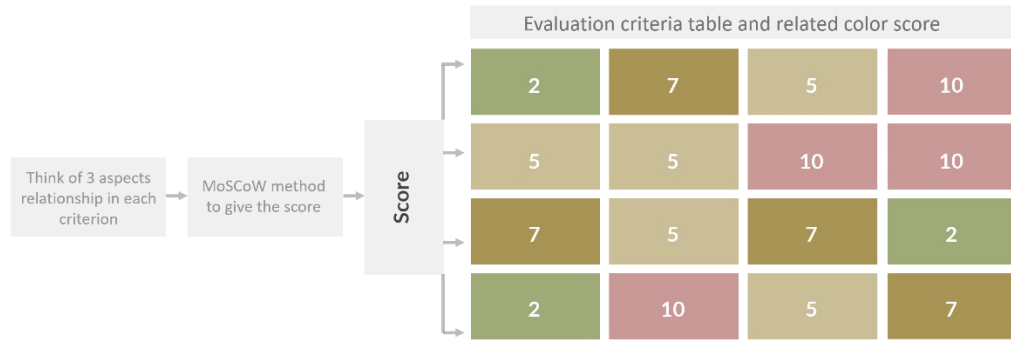 Evaluation criteria table and related color score
2 7 5 10
5 5 10 10
7 5 7 2
2 10 5 7
Think of 3 aspects
relationship in each
criterion
MoSCoW method
to give the score
Score